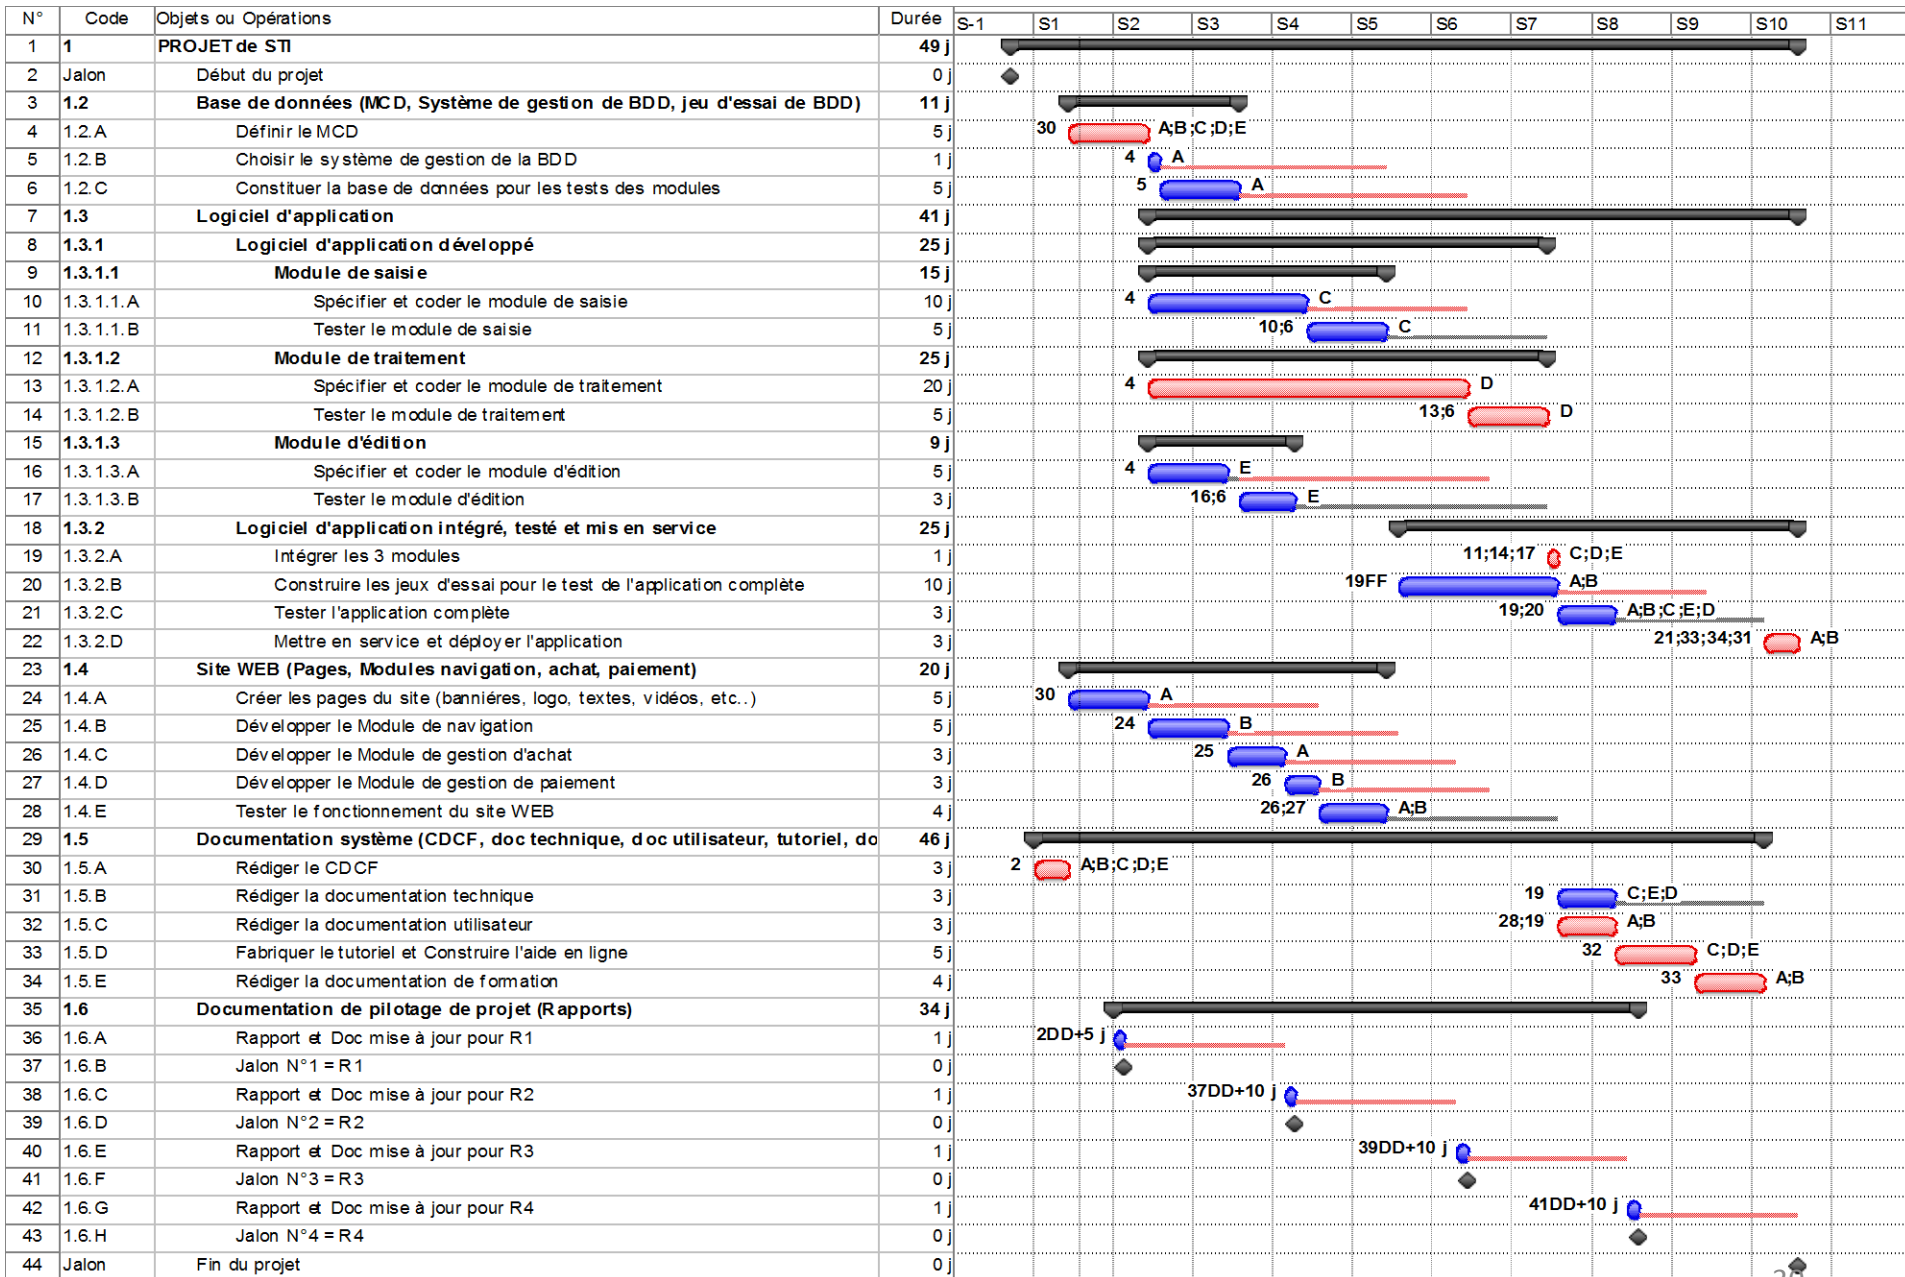 N° Code Objets ou Opérations Durée S-1 S1 S2 S3 S4 S5 S6 S7 S8 S9 S10 S11
1 1 PROJET de STI 49 j
2 Jalon Début du projet 0 j
3 1.2 Base de données (MCD, Système de gestion de BDD, jeu d'essai de BDD) 11 j
4 1.2.A Définir le MCD 5 j 30 A;B;C;D;E
5 1.2.B Choisir le système de gestion de la BDD 1 j 4 A
6 1.2.C Constituer la base de données pour les tests des modules 5 j 5 A
7 1.3 Logiciel d'application 41 j
8 1.3.1 Logiciel d'application développé 25 j
9 1.3.1.1 Module de saisie 15 j
10 1.3.1.1.A Spécifier et coder le module de saisie 10 j 4 C
11 1.3.1.1.B Tester le module de saisie 5 j 10;6 C
12 1.3.1.2 Module de traitement 25 j
13 1.3.1.2.A Spécifier et coder le module de traitement 20 j 4 D
14 1.3.1.2.B Tester le module de traitement 5 j 13;6 D
15 1.3.1.3 Module d'édition 9 j
16 1.3.1.3.A Spécifier et coder le module d'édition 5 j 4 E
17 1.3.1.3.B Tester le module d'édition 3 j 16;6 E
18 1.3.2 Logiciel d'application intégré, testé et mis en service 25 j
19 1.3.2.A Intégrer les 3 modules 1 j 11;14;17 C;D;E
20 1.3.2.B Construire les jeux d'essai pour le test de l'application complète 10 j 19FF A;B
21 1.3.2.C Tester l'application complète 3 j 19;20 A;B;C;E;D
22 1.3.2.D Mettre en service et déployer l'application 3 j 21;33;34;31 A;B
23 1.4 Site WEB (Pages, Modules navigation, achat, paiement) 20 j
24 1.4.A Créer les pages du site (banniéres, logo, textes, vidéos, etc..) 5 j 30 A
25 1.4.B Développer le Module de navigation 5 j 24 B
26 1.4.C Développer le Module de gestion d'achat 3 j 25 A
27 1.4.D Développer le Module de gestion de paiement 3 j 26 B
28 1.4.E Tester le fonctionnement du site WEB 4 j 26;27 A;B
29 1.5 Documentation système (CDCF, doc technique, doc utilisateur, tutoriel, do 46 j
30 1.5.A Rédiger le CDCF 3 j 2 A;B;C;D;E
31 1.5.B Rédiger la documentation technique 3 j 19 C;E;D
32 1.5.C Rédiger la documentation utilisateur 3 j 28;19 A;B
33 1.5.D Fabriquer le tutoriel et Construire l'aide en ligne 5 j 32 C;D;E
34 1.5.E Rédiger la documentation de formation 4 j 33 A;B
35 1.6 Documentation de pilotage de projet (Rapports) 34 j
36 1.6.A Rapport et Doc mise à jour pour R1 1 j 2DD+5 j
37 1.6.B Jalon N°1 = R1 0 j
38 1.6.C Rapport et Doc mise à jour pour R2 1 j 37DD+10 j
39 1.6.D Jalon N°2 = R2 0 j
40 1.6.E Rapport et Doc mise à jour pour R3 1 j 39DD+10 j
41 1.6.F Jalon N°3 = R3 0 j
42 1.6.G Rapport et Doc mise à jour pour R4 1 j 41DD+10 j
43 1.6.H Jalon N°4 = R4 0 j
44 Jalon Fin du projet 0 j